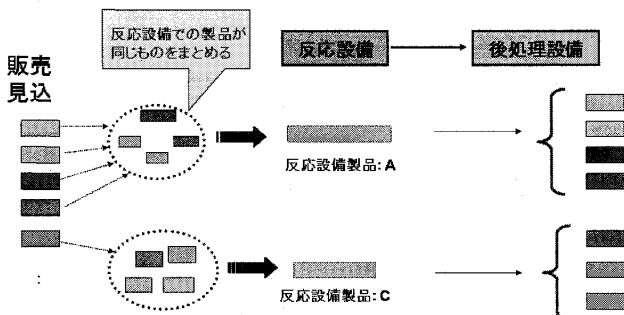 反応設備での製品が
同じものをまとめる
反応設備
後処理設備
販売
見込
反応設備製品: A
:
反応設備製品: C